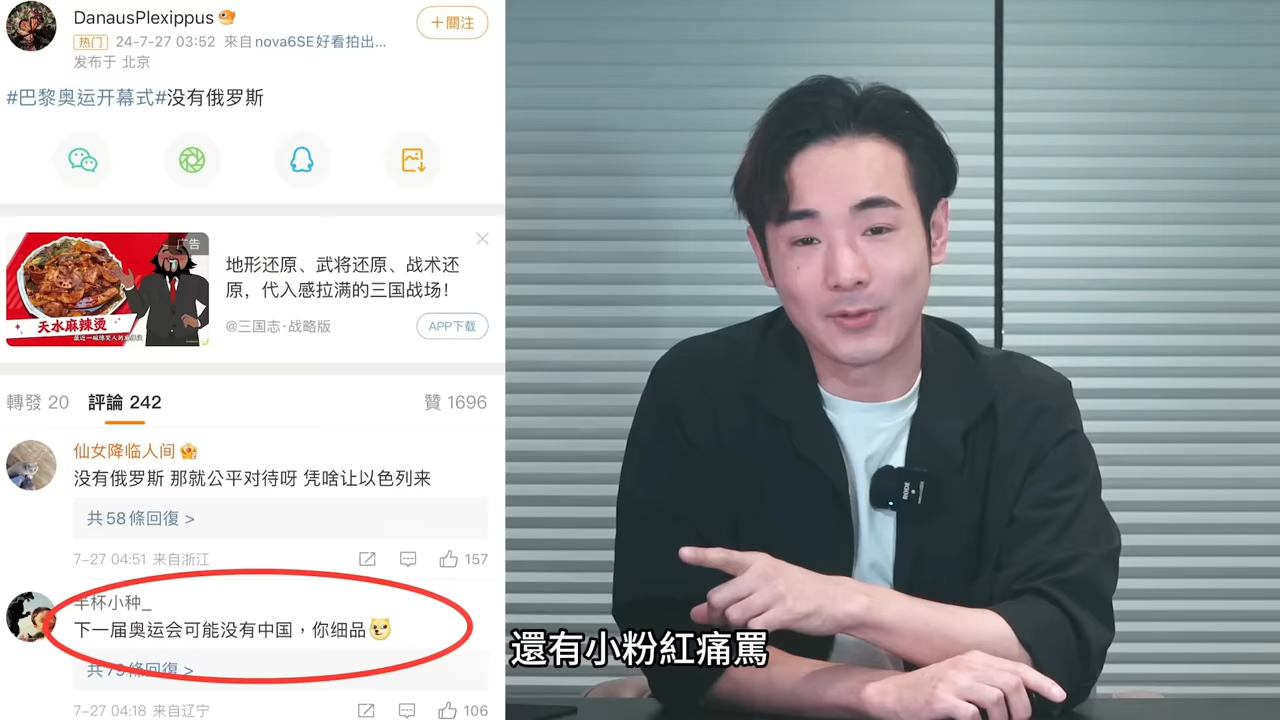 DanausPlexippus
+關注
热门 24-7-27 03:52 來自nova6SE好看拍出...
发布于 北京
#巴黎奥运开幕式#没有俄罗斯
广告
天水麻辣烫
地形还原、武将还原、战术还
原，代入感拉满的三国战场！
@三国志·战略版
APP下载
轉發 20 評論 242
贊 1696
仙女降临人间
没有俄罗斯 那就公平对待呀 凭啥让以色列来
共58條回復 >
7-27 04:51 来自浙江
157
半杯小种_
下一届奥运会可能没有中国，你细品
共79條回復 >
7-27 04:18 来自辽宁
106
RODE
還有小粉紅痛罵